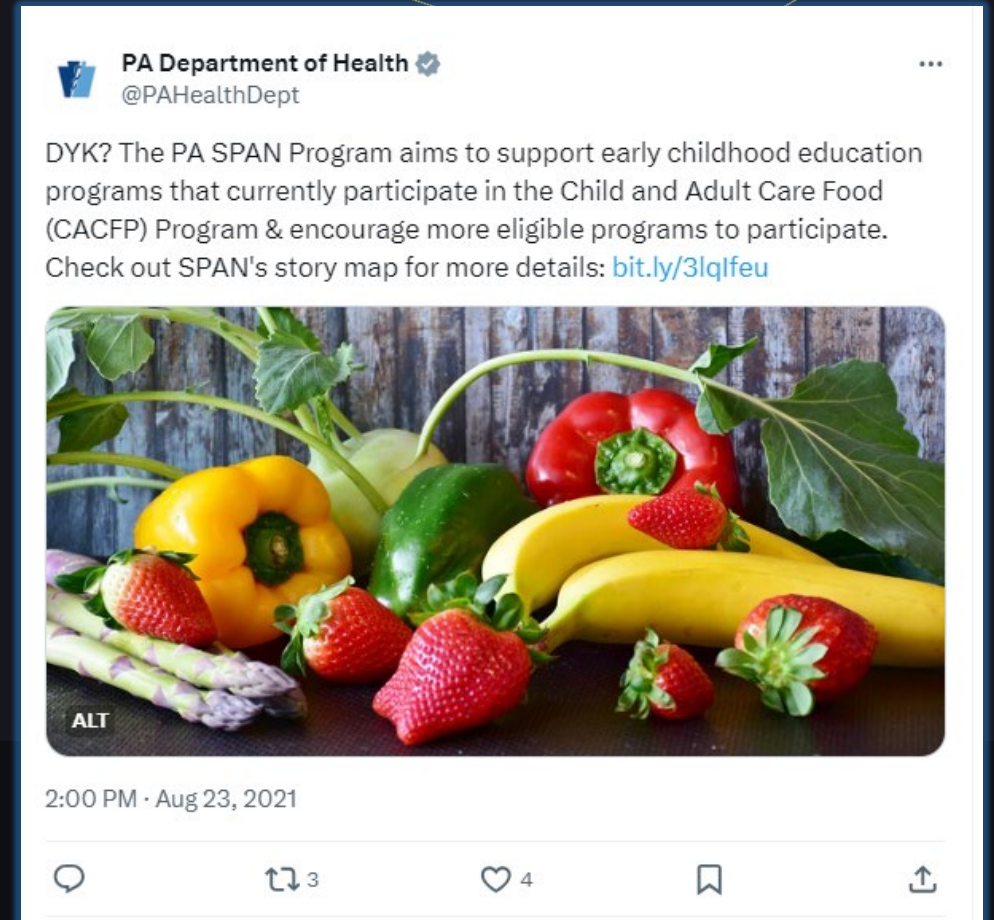 PA Department of Health
@PAHealthDept
DYK? The PA SPAN Program aims to support early childhood education
programs that currently participate in the Child and Adult Care Food
(CACFP) Program & encourage more eligible programs to participate.
Check out SPAN's story map for more details: bit.ly/3lqIfeu
ALT
2:00 PM · Aug 23, 2021
3 4